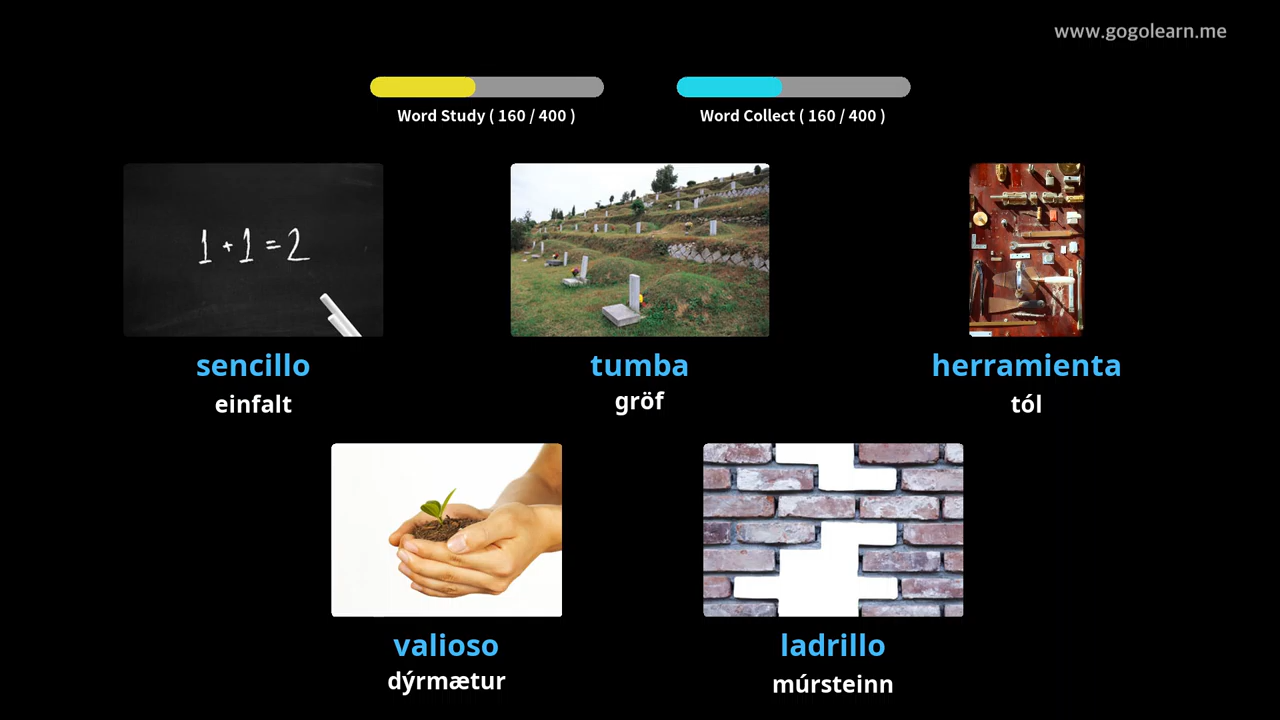 www.gogolearn.me
Word Study ( 160 / 400 )
Word Collect ( 160 / 400 )
1 + 1 = 2
sencillo
einfalt
tumba
gröf
herramienta
tól
valioso
dýrmætur
ladrillo
múrsteinn